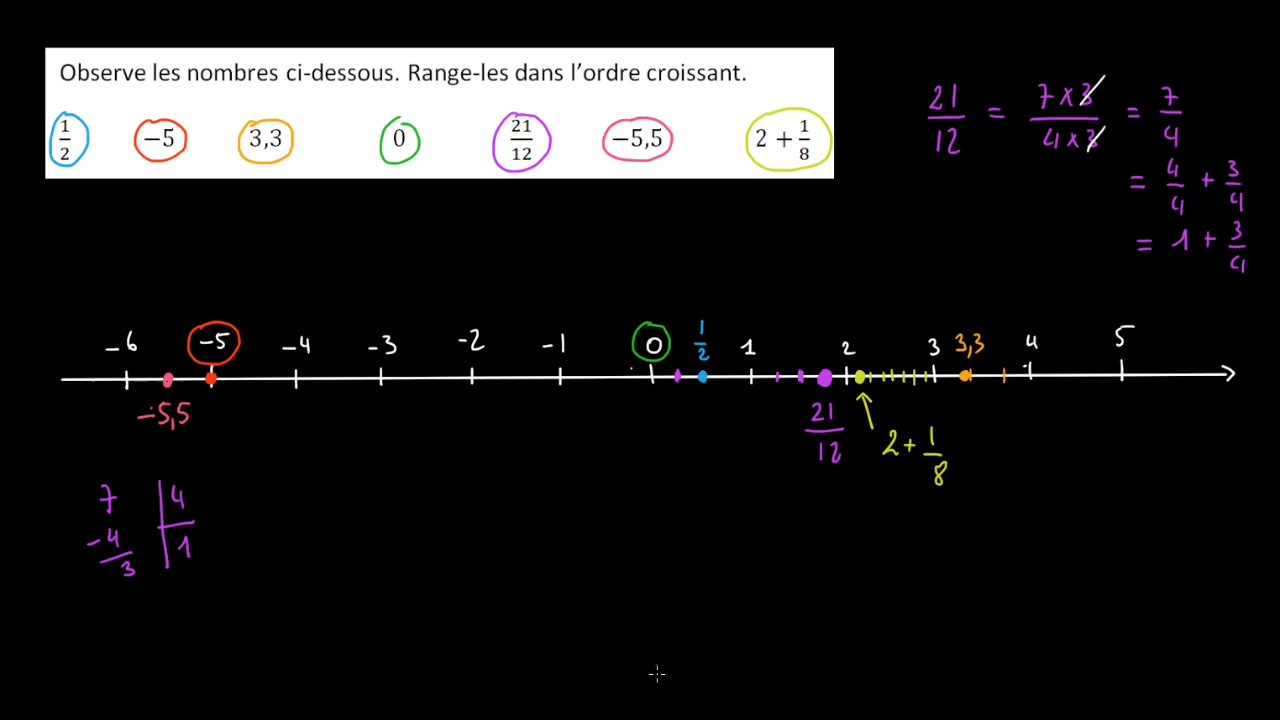 Observe les nombres ci-dessous. Range-les dans l'ordre croissant.
1/2 −5 3,3 0 21/12 −5,5 2 + 1/8
21/12 = 7 × 3 / 4 × 3 = 7/4
= 4/4 + 3/4
= 1 + 3/4
-6 -5 -4 -3 -2 -1 0 1/2 1 2 3 3,3 4 5
-5,5 21/12 2 + 1/8
7 | 4
-4 | 1
3